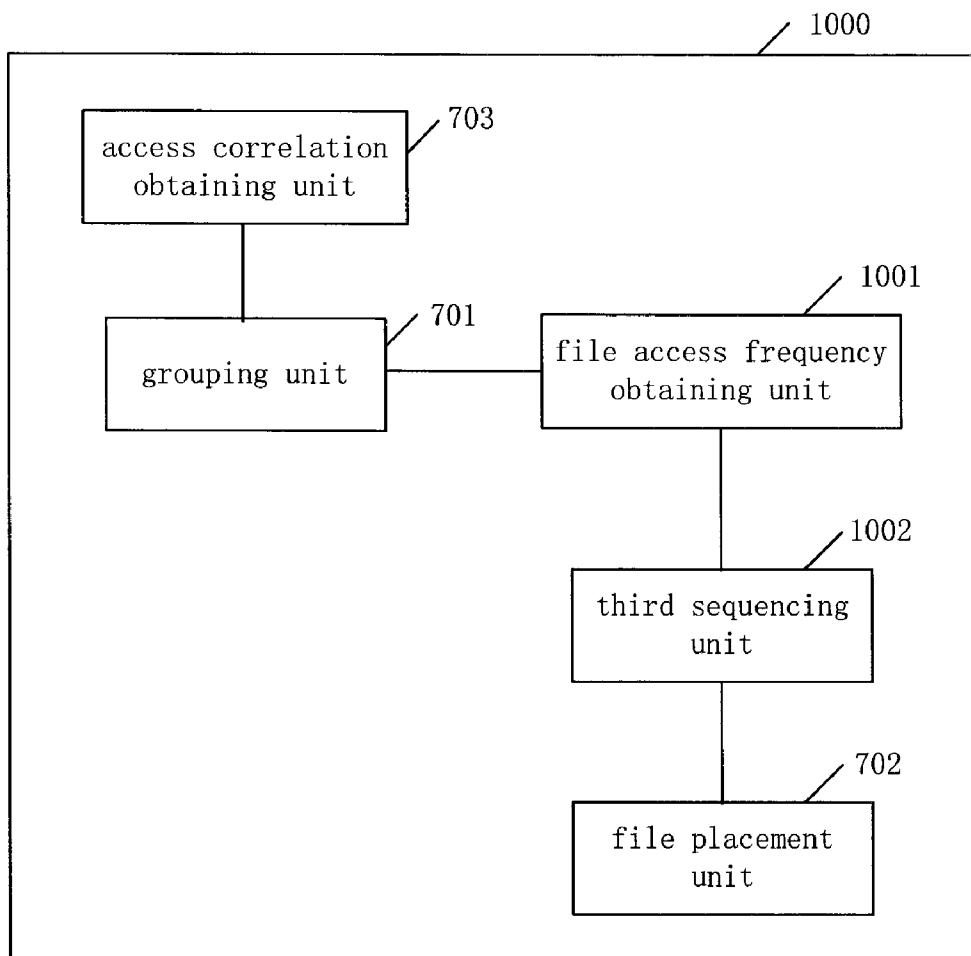 1000
703
access correlation
obtaining unit
701
grouping unit
1001
file access frequency
obtaining unit
1002
third sequencing
unit
702
file placement
unit